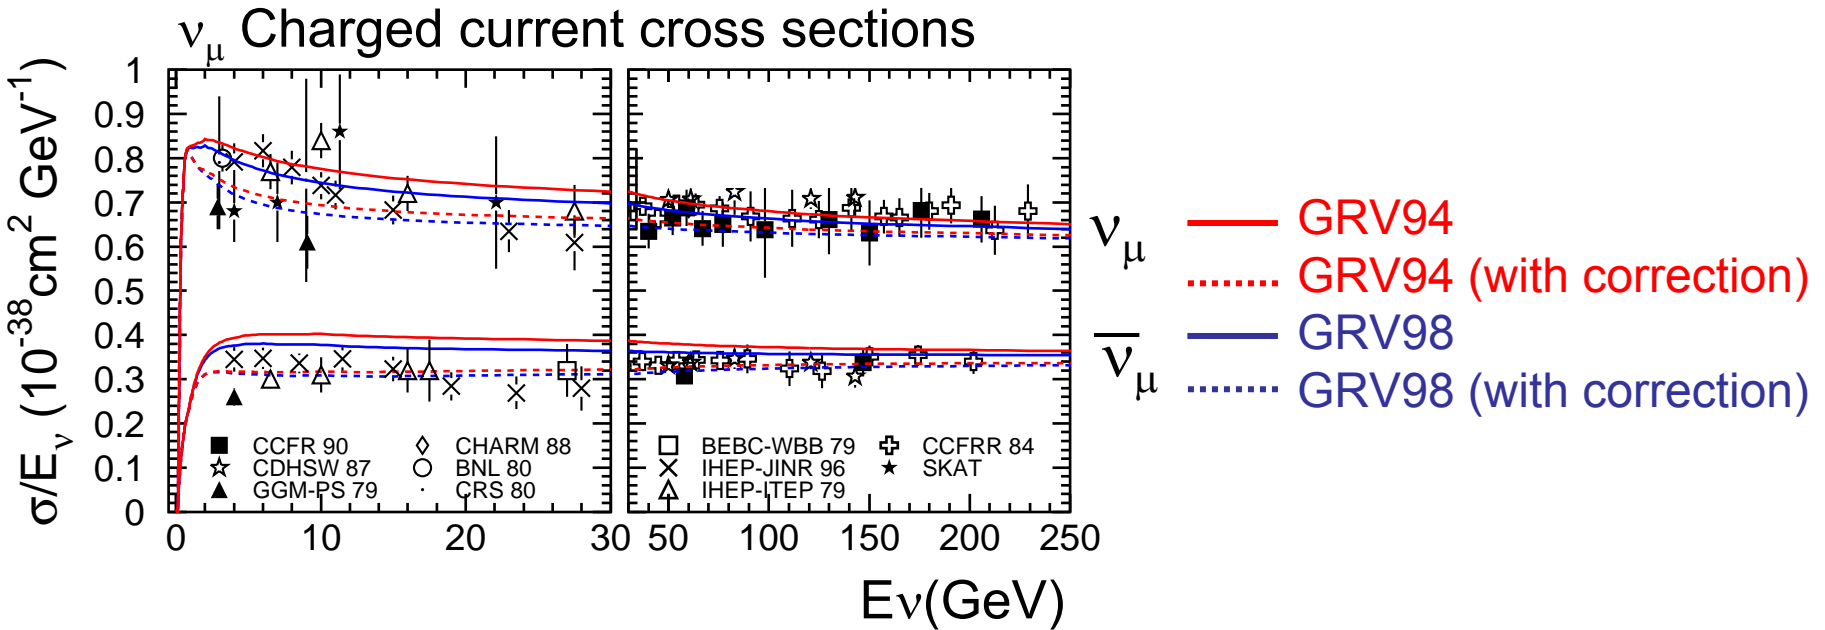 νμ Charged current cross sections
σ/Eν (10-38cm2 GeV-1)
1
0.9
0.8
0.7
0.6
0.5
0.4
0.3
0.2
0.1
0
CCFR 90 CHARM 88 BEBC-WBB 79 CCFRR 84
CDHSW 87 BNL 80 IHEP-JINR 96 SKAT
GGM-PS 79 CRS 80 IHEP-ITEP 79
0 10 20 30 50 100 150 200 250
Eν(GeV)
νμ
ν̅μ
GRV94
GRV94 (with correction)
GRV98
GRV98 (with correction)